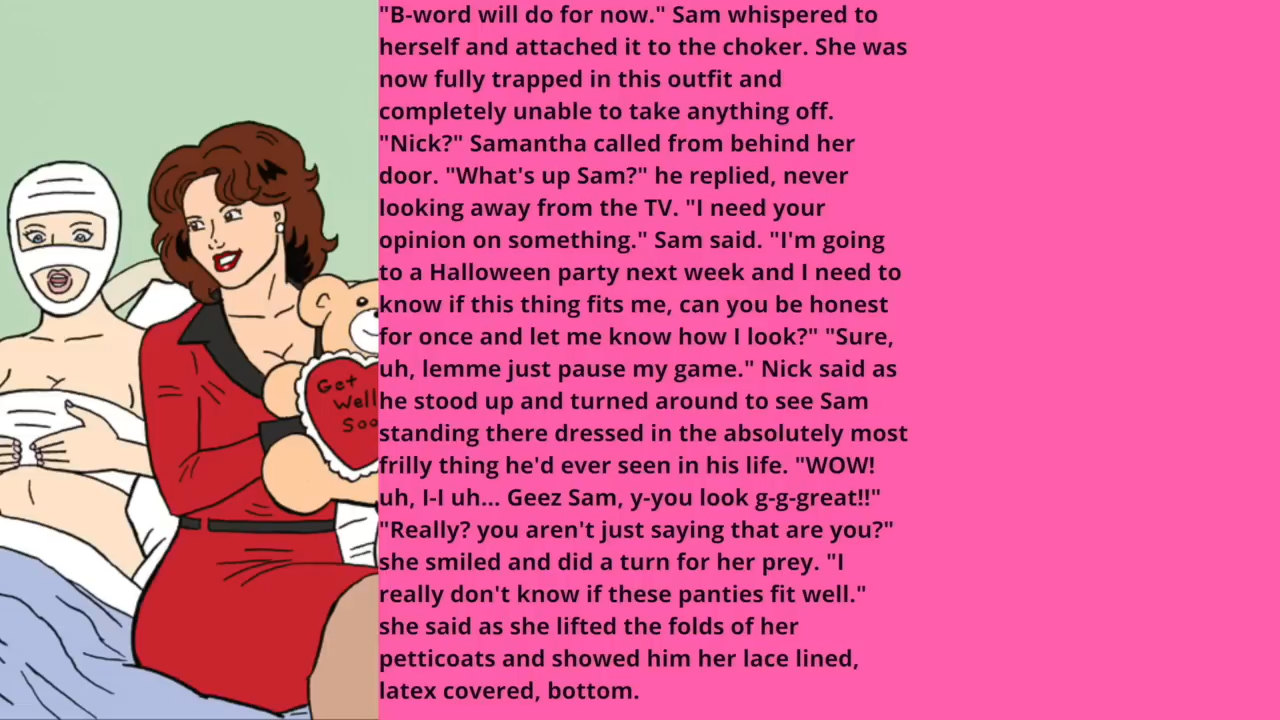 "B-word will do for now." Sam whispered to
herself and attached it to the choker. She was
now fully trapped in this outfit and
completely unable to take anything off.
"Nick?" Samantha called from behind her
door. "What's up Sam?" he replied, never
looking away from the TV. "I need your
opinion on something." Sam said. "I'm going
to a Halloween party next week and I need to
know if this thing fits me, can you be honest
for once and let me know how I look?" "Sure,
uh, lemme just pause my game." Nick said as
he stood up and turned around to see Sam
standing there dressed in the absolutely most
frilly thing he'd ever seen in his life. "WOW!
uh, I-I uh... Geez Sam, y-you look g-g-great!!"
"Really? you aren't just saying that are you?"
she smiled and did a turn for her prey. "I
really don't know if these panties fit well."
she said as she lifted the folds of her
petticoats and showed him her lace lined,
latex covered, bottom.
Get
Well
Soo